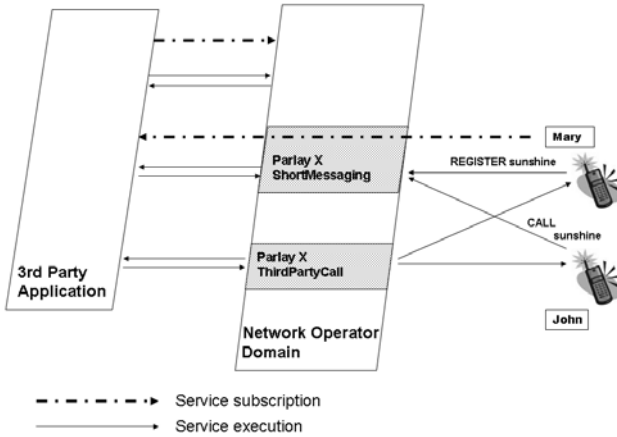 Mary
Parlay X
ShortMessaging
REGISTER sunshine
CALL
sunshine
3rd Party
Application
Parlay X
ThirdPartyCall
John
Network Operator
Domain
Service subscription
Service execution